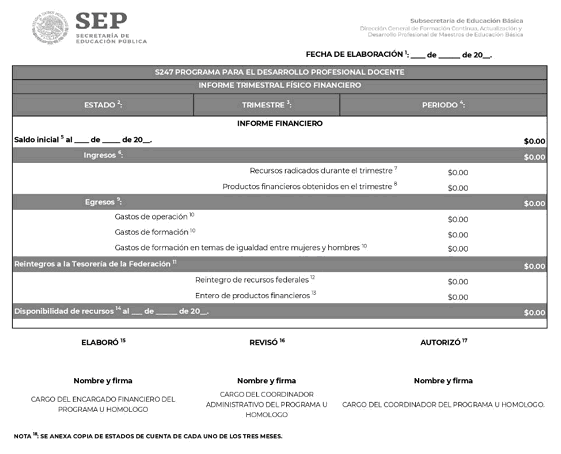 SEP
SECRETARÍA DE
EDUCACIÓN PÚBLICA
Subsecretaría de Educación Básica
Dirección General de Formación Continua, Actualización y
Desarrollo Profesional de Maestros de Educación Básica
FECHA DE ELABORACIÓN 1: ____ de ______ de 20__.
S247 PROGRAMA PARA EL DESARROLLO PROFESIONAL DOCENTE
INFORME TRIMESTRAL FÍSICO FINANCIERO
ESTADO 2: TRIMESTRE 3: PERIODO 4:
INFORME FINANCIERO
Saldo inicial 5 al ____ de _____ de 20__. $0.00
Ingresos 6: $0.00
Recursos radicados durante el trimestre 7 $0.00
Productos financieros obtenidos en el trimestre 8 $0.00
Egresos 9: $0.00
Gastos de operación 10 $0.00
Gastos de formación 10 $0.00
Gastos de formación en temas de igualdad entre mujeres y hombres 10 $0.00
Reintegros a la Tesorería de la Federación 11 $0.00
Reintegro de recursos federales 12 $0.00
Entero de productos financieros 13 $0.00
Disponibilidad de recursos 14 al ___ de ______ de 20__. $0.00
ELABORÓ 15 REVISÓ 16 AUTORIZÓ 17
Nombre y firma Nombre y firma Nombre y firma
CARGO DEL ENCARGADO FINANCIERO DEL PROGRAMA U HOMOLOGO
CARGO DEL COORDINADOR ADMINISTRATIVO DEL PROGRAMA U HOMOLOGO
CARGO DEL COORDINADOR DEL PROGRAMA U HOMOLOGO.
NOTA 18: SE ANEXA COPIA DE ESTADOS DE CUENTA DE CADA UNO DE LOS TRES MESES.